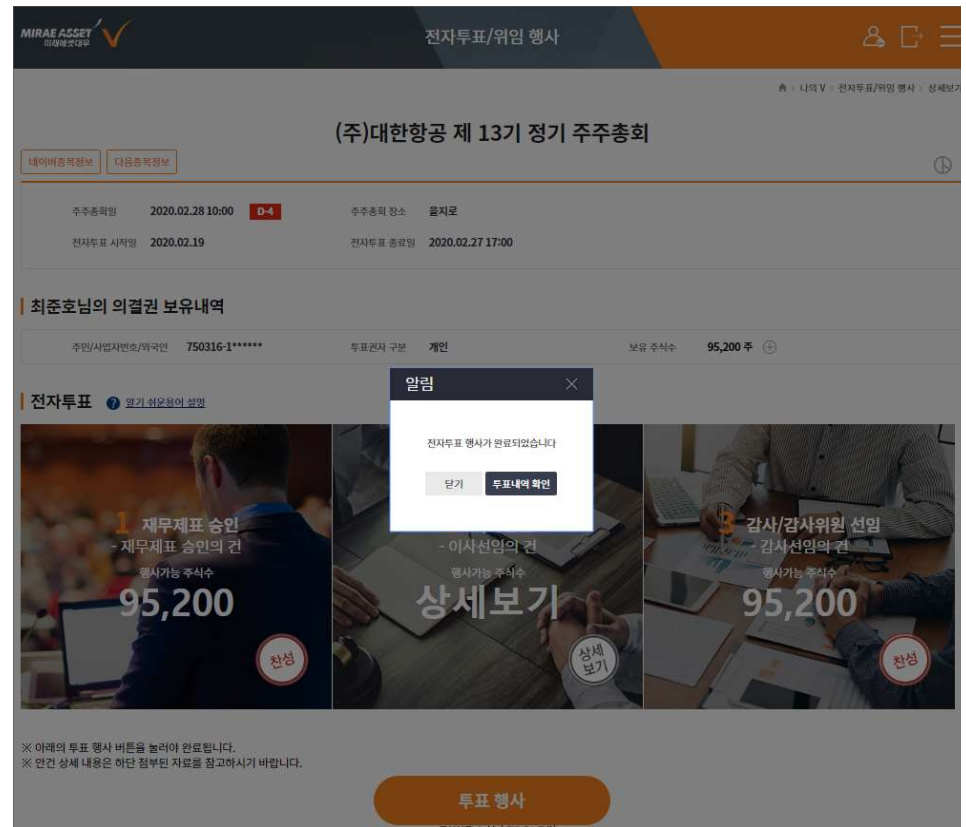 MIRAE ASSET
미래에셋대우
전자투표/위임 행사
나의 V > 전자투표/위임 행사 > 상세보기
(주)대한항공 제 13기 정기 주주총회
네이버종목정보 다음종목정보
주주총회일 2020.02.28 10:00 D-4 주주총회 장소 을지로
전자투표 시작일 2020.02.19 전자투표 종료일 2020.02.27 17:00
최준호님의 의결권 보유내역
주민/사업자번호/외국인 750316-1****** 투표권자 구분 개인 보유 주식수 95,200 주
알림
전자투표 ? 알기 쉬운용어 설명
전자투표 행사가 완료되었습니다
닫기 투표내역 확인
1 재무제표 승인
- 재무제표 승인의 건
행사가능 주식수
95,200
찬성
- 이사선임의 건
행사가능 주식수
상세보기
상세
보기
3 감사/감사위원 선임
- 감사선임의 건
행사가능 주식수
95,200
찬성
※ 아래의 투표 행사 버튼을 눌러야 완료됩니다.
※ 안건 상세 내용은 하단 첨부된 자료를 참고하시기 바랍니다.
투표 행사